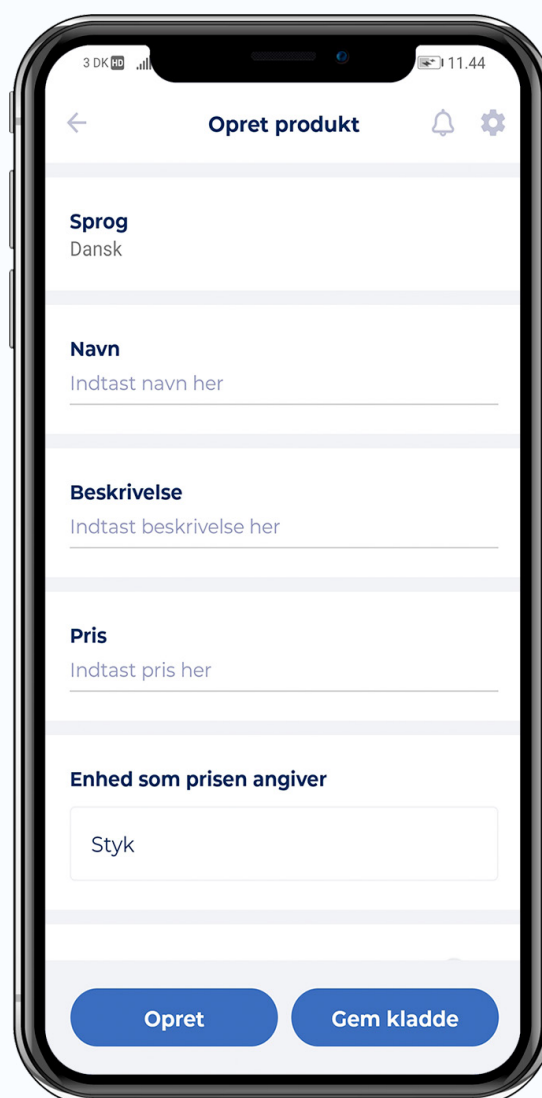 3 DK HD 11.44
Opret produkt
Sprog
Dansk
Navn
Indtast navn her
Beskrivelse
Indtast beskrivelse her
Pris
Indtast pris her
Enhed som prisen angiver
Styk
Opret Gem kladde